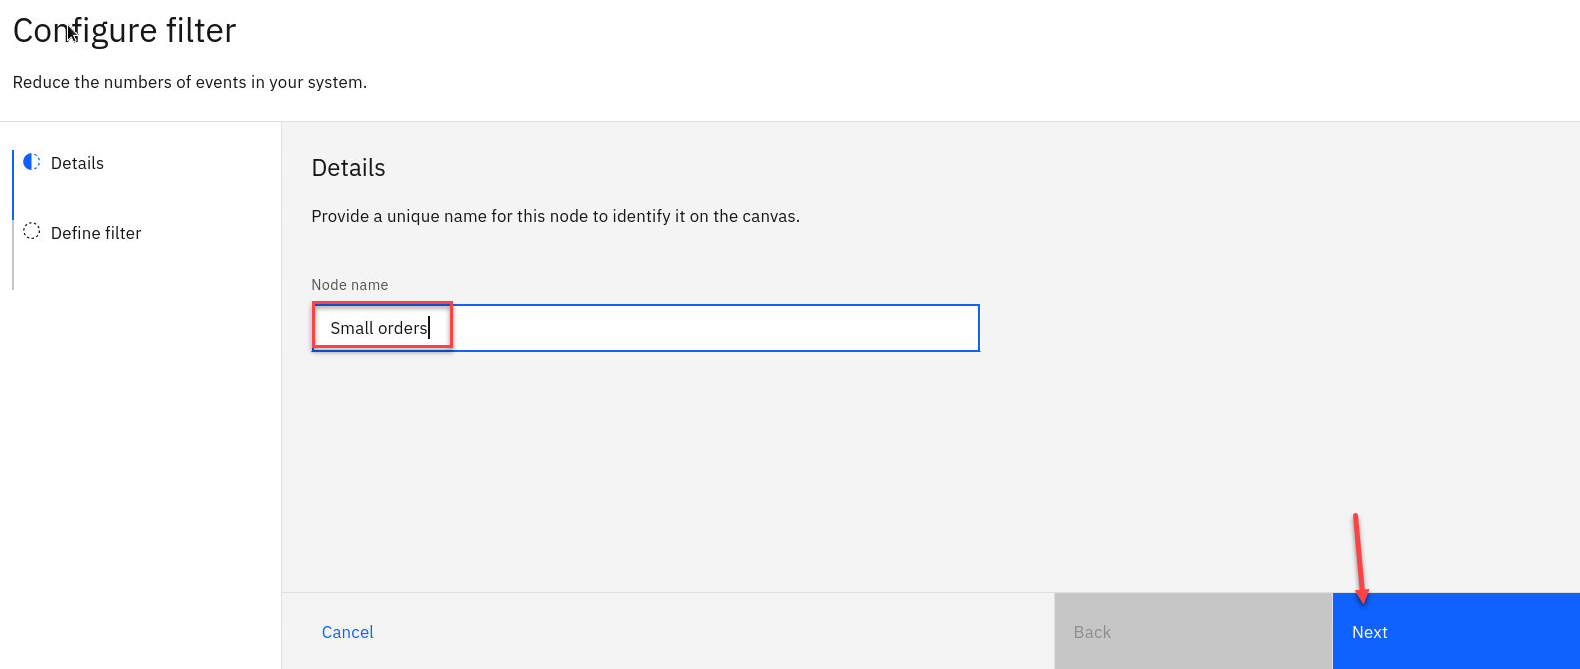 Configure filter
Reduce the numbers of events in your system.
Details
Define filter
Details
Provide a unique name for this node to identify it on the canvas.
Node name
Small orders
Cancel
Back
Next